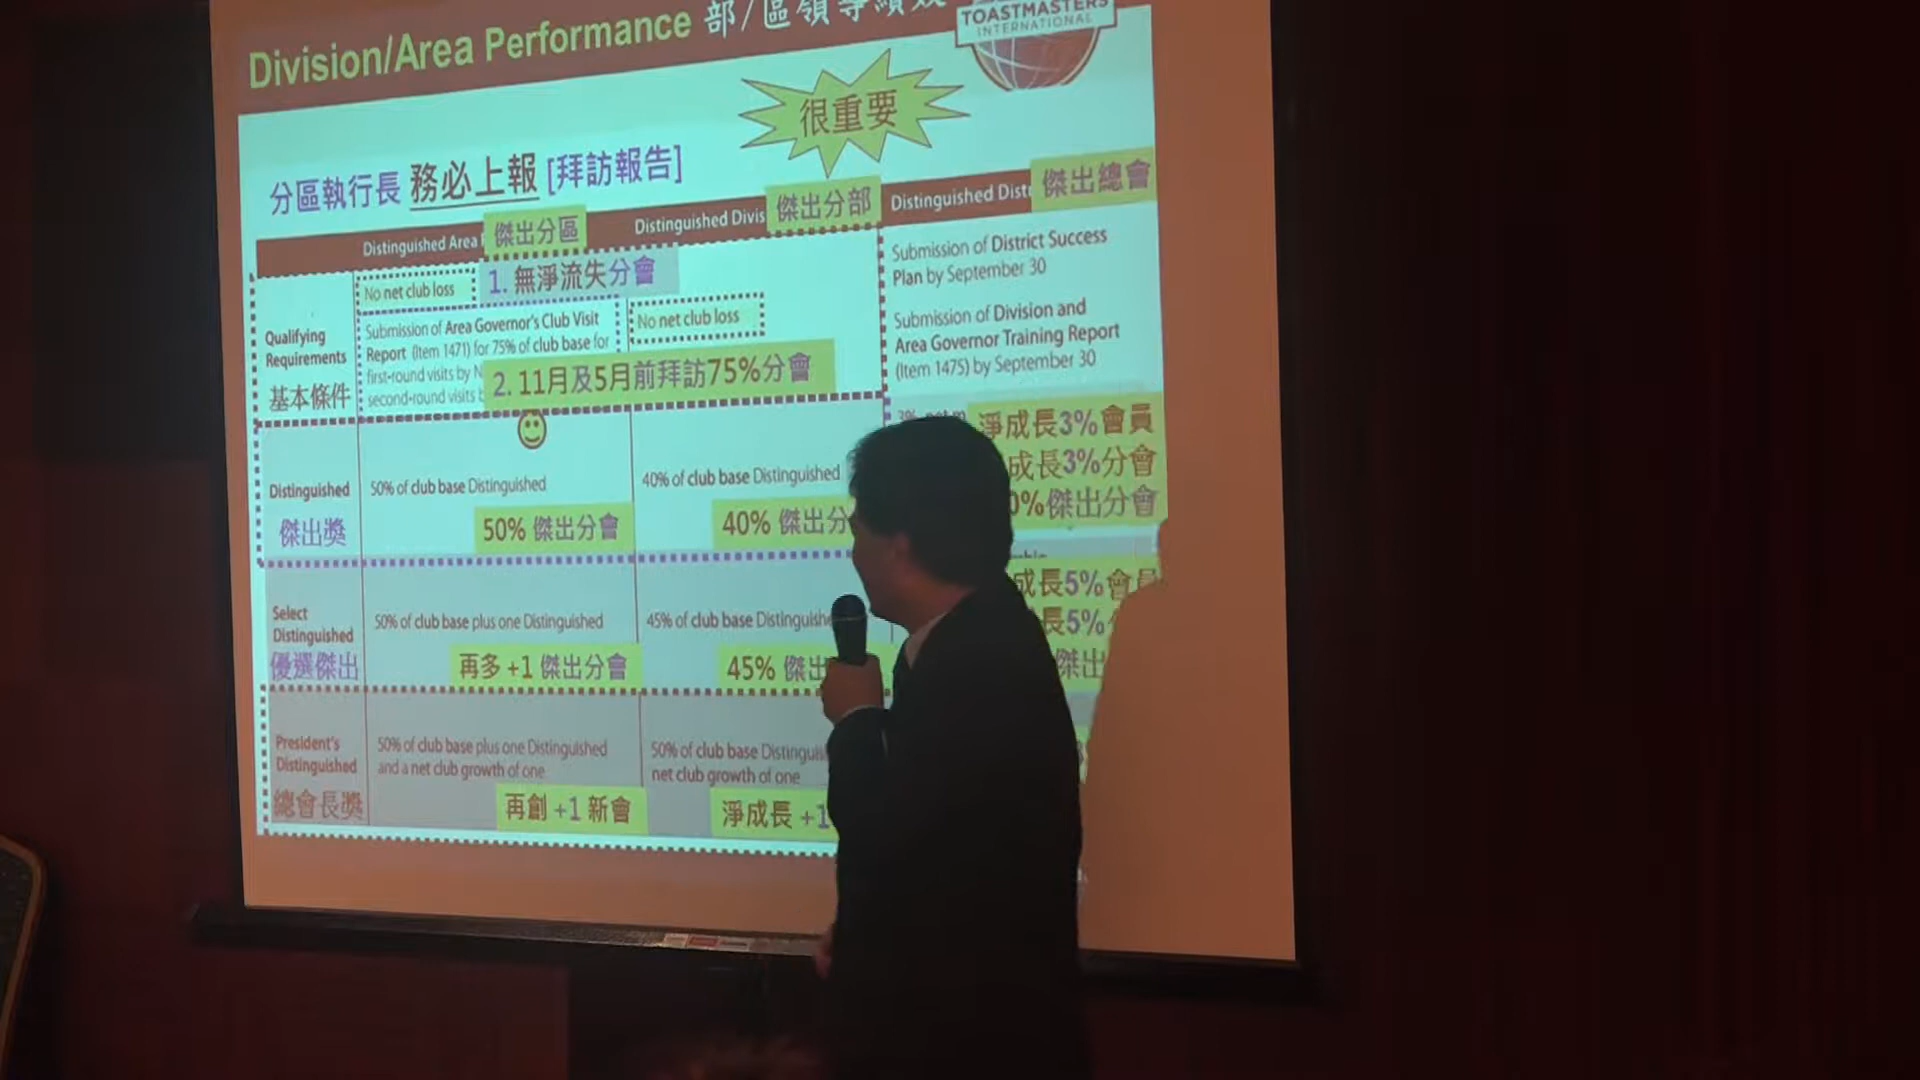 Division/Area Performance 部/區領導績效
TOASTMASTERS
INTERNATIONAL
很重要
分區執行長 務必上報 [拜訪報告]
Distinguished Area
傑出分區
Distinguished Divis
傑出分部
Distinguished Distr
傑出總會
Qualifying
Requirements
基本條件
No net club loss
1. 無淨流失分會
Submission of Area Governor's Club Visit
Report (Item 1471) for 75% of club base for
first-round visits by N
second-round visits b
2. 11月及5月前拜訪75%分會
No net club loss
Submission of District Success
Plan by September 30
Submission of Division and
Area Governor Training Report
(Item 1475) by September 30
Distinguished
傑出獎
50% of club base Distinguished
50% 傑出分會
40% of club base Distinguished
40% 傑出分
3% net m
淨成長3%會員
成長3%分會
0%傑出分會
Select
Distinguished
優選傑出
50% of club base plus one Distinguished
再多 +1 傑出分會
45% of club base Distinguish
45% 傑出
成長5%會員
長5%
傑出
President's
Distinguished
總會長獎
50% of club base plus one Distinguished
and a net club growth of one
再創 +1 新會
50% of club base Distinguis
net club growth of one
淨成長 +1